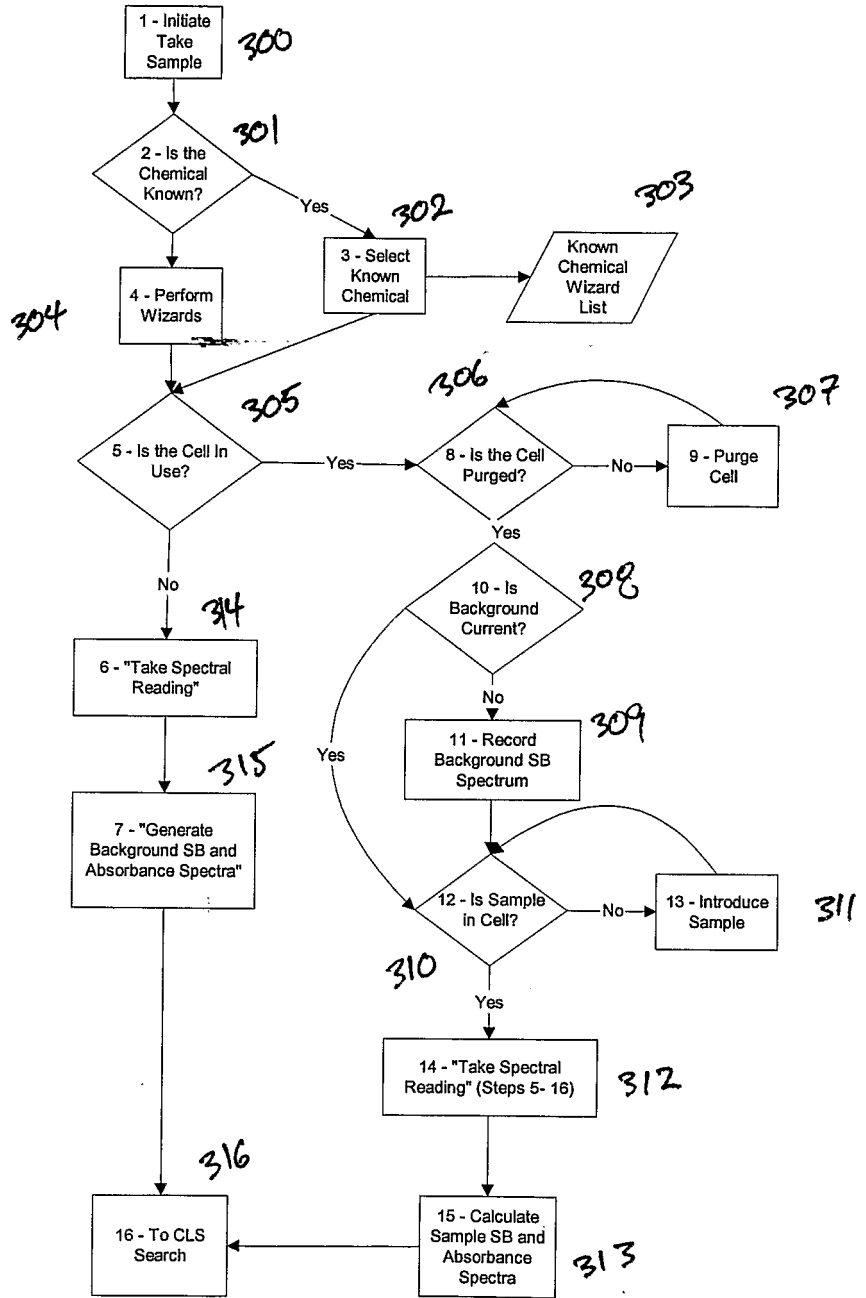 1 - Initiate
Take
Sample
300
2 - Is the
Chemical
Known?
301
Yes
3 - Select
Known
Chemical
302
Known
Chemical
Wizard
List
303
4 - Perform
Wizards
304
5 - Is the Cell In
Use?
305
Yes
8 - Is the Cell
Purged?
306
No
9 - Purge
Cell
307
Yes
10 - Is
Background
Current?
308
No
11 - Record
Background SB
Spectrum
309
Yes
12 - Is Sample
in Cell?
310
No
13 - Introduce
Sample
311
Yes
14 - "Take Spectral
Reading" (Steps 5- 16)
312
15 - Calculate
Sample SB and
Absorbance
Spectra
313
No
6 - "Take Spectral
Reading"
314
7 - "Generate
Background SB and
Absorbance Spectra"
315
16 - To CLS
Search
316